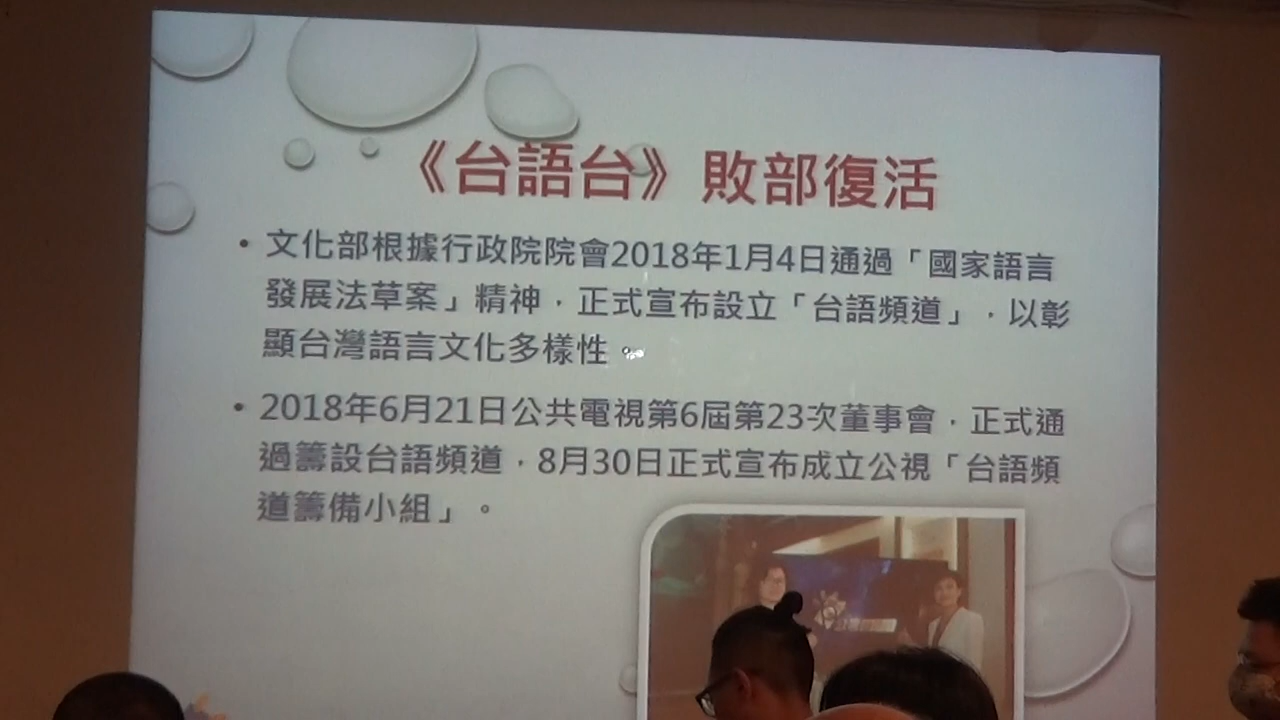 《台語台》敗部復活
• 文化部根據行政院院會2018年1月4日通過「國家語言
發展法草案」精神，正式宣布設立「台語頻道」，以彰
顯台灣語言文化多樣性。
• 2018年6月21日公共電視第6屆第23次董事會，正式通
過籌設台語頻道，8月30日正式宣布成立公視「台語頻
道籌備小組」。